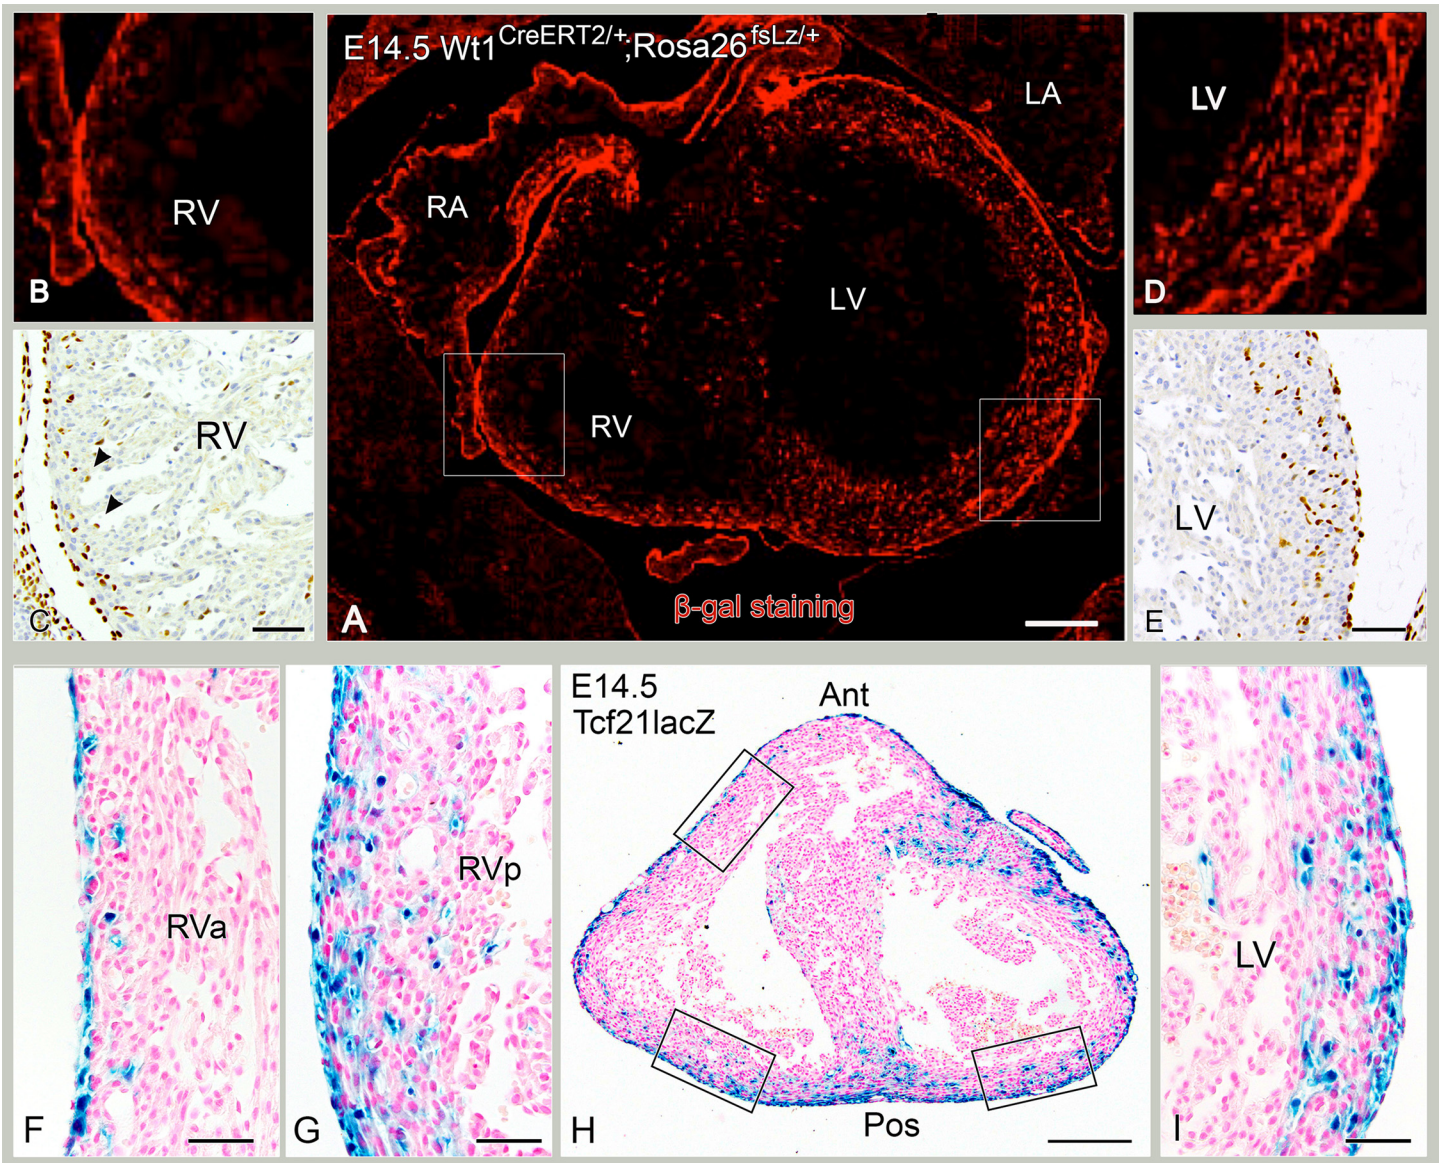 E14.5 Wt1CreERT2/+;Rosa26fsLz/+
RV
B
RA
LA
LV
RV
β-gal staining
A
LV
D
RV
C
LV
E
RVa
F
RVp
G
E14.5
Tcf21lacZ
Ant
Pos
H
LV
I